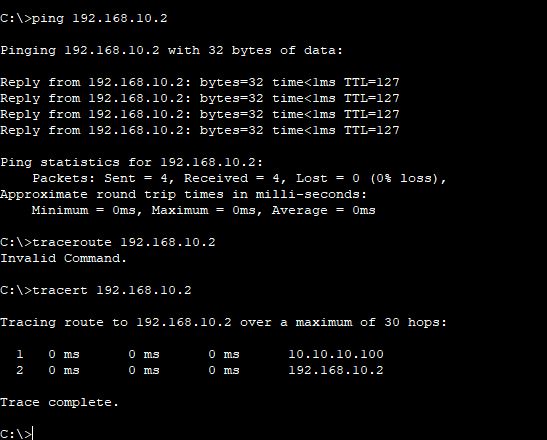 C:\>ping 192.168.10.2
Pinging 192.168.10.2 with 32 bytes of data:
Reply from 192.168.10.2: bytes=32 time<1ms TTL=127
Reply from 192.168.10.2: bytes=32 time<1ms TTL=127
Reply from 192.168.10.2: bytes=32 time<1ms TTL=127
Reply from 192.168.10.2: bytes=32 time<1ms TTL=127
Ping statistics for 192.168.10.2:
    Packets: Sent = 4, Received = 4, Lost = 0 (0% loss),
Approximate round trip times in milli-seconds:
    Minimum = 0ms, Maximum = 0ms, Average = 0ms
C:\>traceroute 192.168.10.2
Invalid Command.
C:\>tracert 192.168.10.2
Tracing route to 192.168.10.2 over a maximum of 30 hops:
  1   0 ms      0 ms      0 ms      10.10.10.100
  2   0 ms      0 ms      0 ms      192.168.10.2
Trace complete.
C:\>